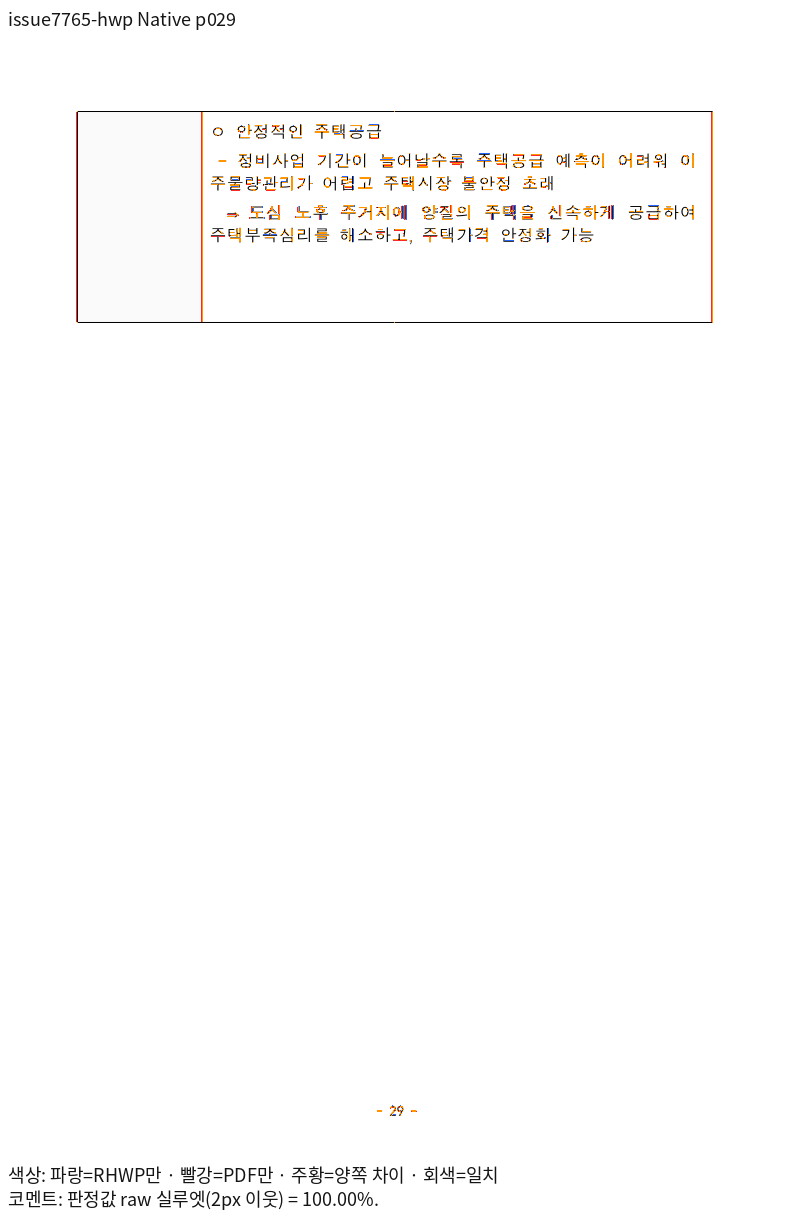 issue7765-hwp Native p029
ㅇ 안정적인 주택공급
- 정비사업 기간이 늘어날수록 주택공급 예측이 어려워 이
주물량관리가 어렵고 주택시장 불안정 초래
⇒ 도심 노후 주거지에 양질의 주택을 신속하게 공급하여
주택부족심리를 해소하고, 주택가격 안정화 가능
- 29 -
색상: 파랑=RHWP만 · 빨강=PDF만 · 주황=양쪽 차이 · 회색=일치
코멘트: 판정값 raw 실루엣(2px 이웃) = 100.00%.